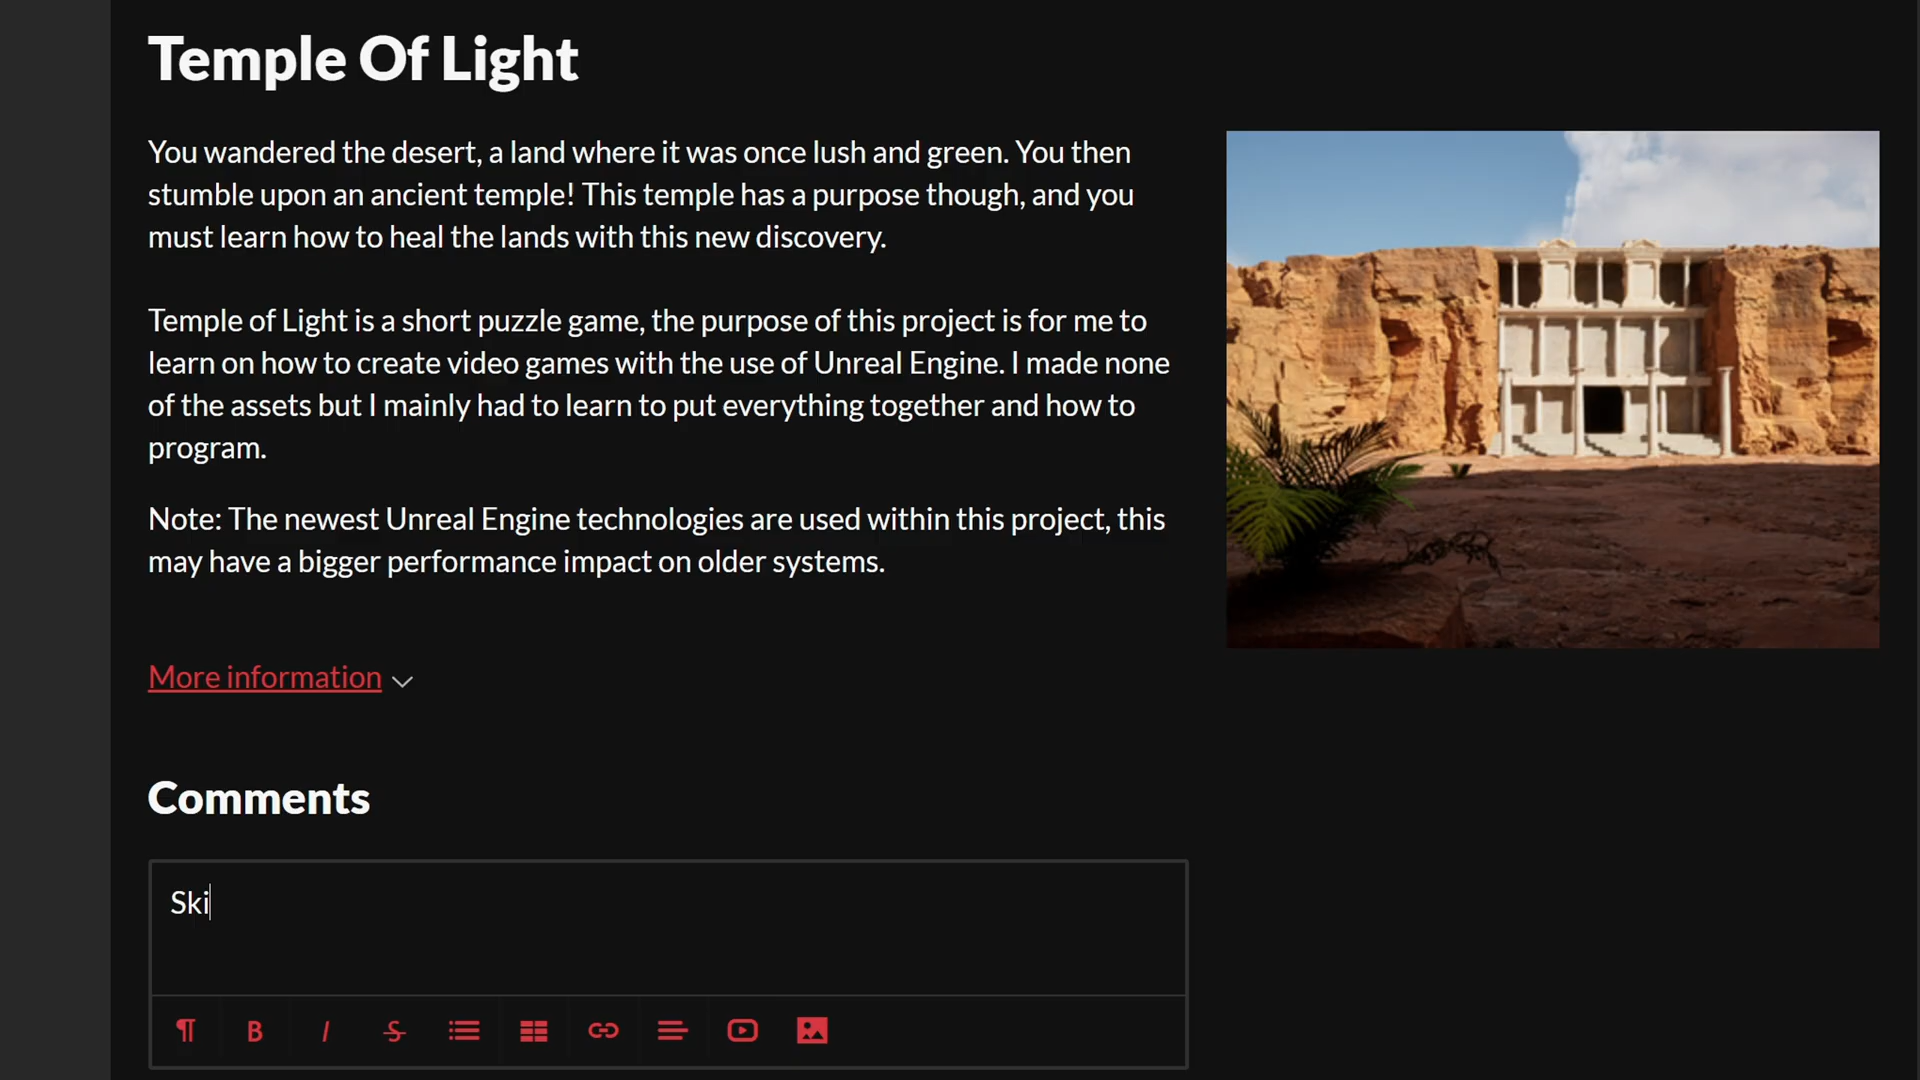 Temple Of Light
You wandered the desert, a land where it was once lush and green. You then
stumble upon an ancient temple! This temple has a purpose though, and you
must learn how to heal the lands with this new discovery.
Temple of Light is a short puzzle game, the purpose of this project is for me to
learn on how to create video games with the use of Unreal Engine. I made none
of the assets but I mainly had to learn to put everything together and how to
program.
Note: The newest Unreal Engine technologies are used within this project, this
may have a bigger performance impact on older systems.
More information
Comments
Ski
¶ B I S